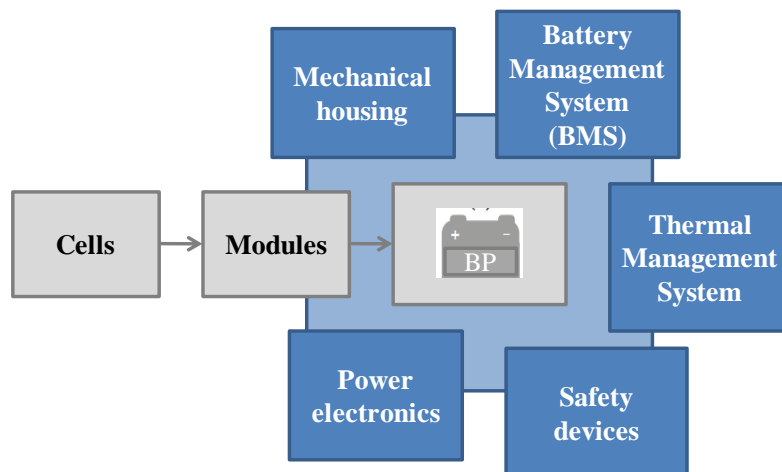 Mechanical
housing
Battery
Management
System
(BMS)
Cells
Modules
+ −
BP
Thermal
Management
System
Power
electronics
Safety
devices